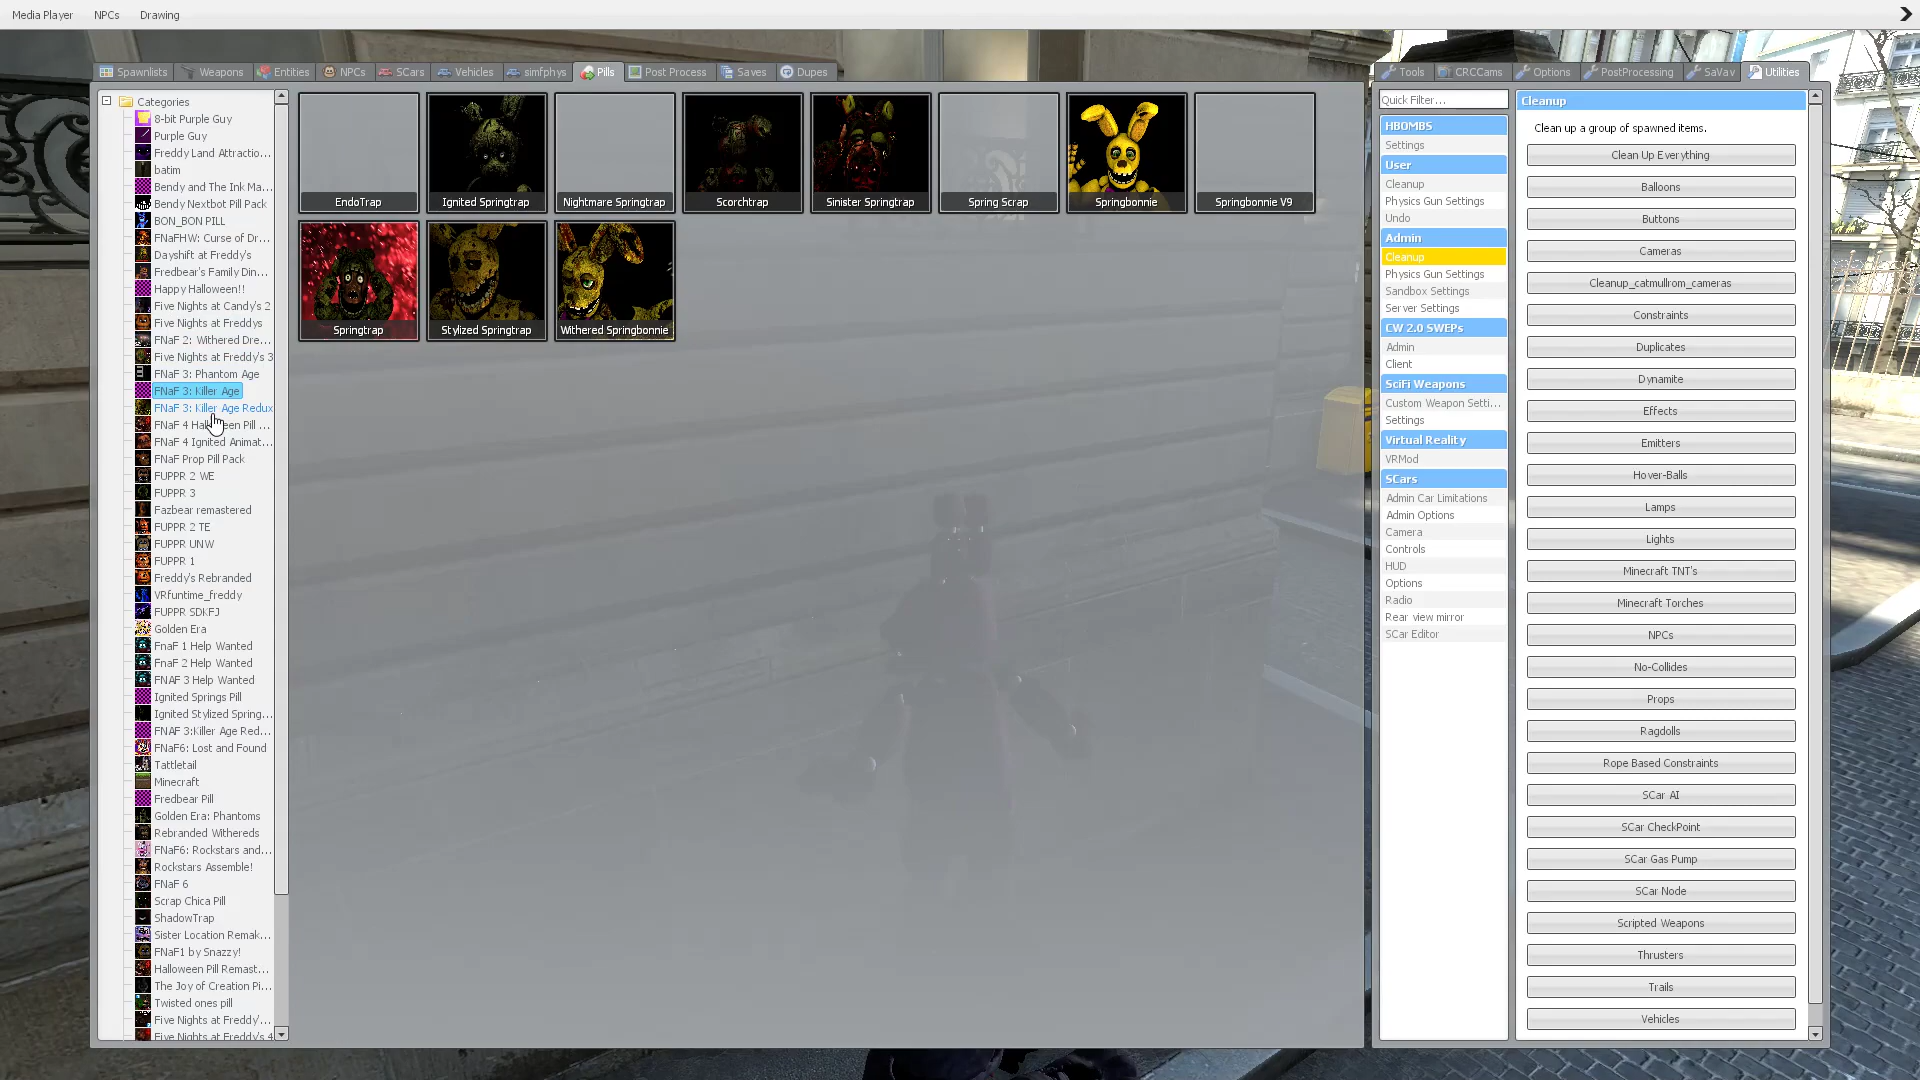 Media Player NPCs Drawing
Spawnlists Weapons Entities NPCs SCars Vehicles simfphys Pills Post Process Saves Dupes
Tools CRCCams Options PostProcessing SaVav Utilities
Categories
8-bit Purple Guy
Purple Guy
Freddy Land Attractio...
batim
Bendy and The Ink Ma...
Bendy Nextbot Pill Pack
BON_BON PILL
FNaFHW: Curse of Dr...
Dayshift at Freddy's
Fredbear's Family Din...
Happy Halloween!!
Five Nights at Candy's 2
Five Nights at Freddys
FNaF 2: Withered Dre...
Five Nights at Freddy's 3
FNaF 3: Phantom Age
FNaF 3: Killer Age
FNaF 3: Killer Age Redux
FNaF 4 Pill ...
FNaF 4 Ignited Animat...
FNaF Prop Pill Pack
FUPPR 2 WE
FUPPR 3
Fazbear remastered
FUPPR 2 TE
FUPPR UNW
FUPPR 1
Freddy's Rebranded
VRfuntime_freddy
FUPPR SDKFJ
Golden Era
FnaF 1 Help Wanted
FnaF 2 Help Wanted
FNAF 3 Help Wanted
Ignited Springs Pill
Ignited Stylized Spring...
FNAF 3:Killer Age Red...
FNaF6: Lost and Found
Tattletail
Minecraft
Fredbear Pill
Golden Era: Phantoms
Rebranded Withereds
FNaF6: Rockstars and...
Rockstars Assemble!
FNaF 6
Scrap Chica Pill
ShadowTrap
Sister Location Remak...
FNaF1 by Snazzy!
Halloween Pill Remast...
The Joy of Creation Pi...
Twisted ones pill
Five Nights at Freddy'...
Five Nights at Freddy's 4
EndoTrap Ignited Springtrap Nightmare Springtrap Scorchtrap Sinister Springtrap Spring Scrap Springbonnie Springbonnie V9
Springtrap Stylized Springtrap Withered Springbonnie
Quick Filter...
HBOMBS
Settings
User
Cleanup
Physics Gun Settings
Undo
Admin
Cleanup
Physics Gun Settings
Sandbox Settings
Server Settings
CW 2.0 SWEPs
Admin
Client
SciFi Weapons
Custom Weapon Setti...
Settings
Virtual Reality
VRMod
SCars
Admin Car Limitations
Admin Options
Camera
Controls
HUD
Options
Radio
Rear view mirror
SCar Editor
Cleanup
Clean up a group of spawned items.
Clean Up Everything
Balloons
Buttons
Cameras
Cleanup_catmullrom_cameras
Constraints
Duplicates
Dynamite
Effects
Emitters
Hover-Balls
Lamps
Lights
Minecraft TNT's
Minecraft Torches
NPCs
No-Collides
Props
Ragdolls
Rope Based Constraints
SCar AI
SCar CheckPoint
SCar Gas Pump
SCar Node
Scripted Weapons
Thrusters
Trails
Vehicles